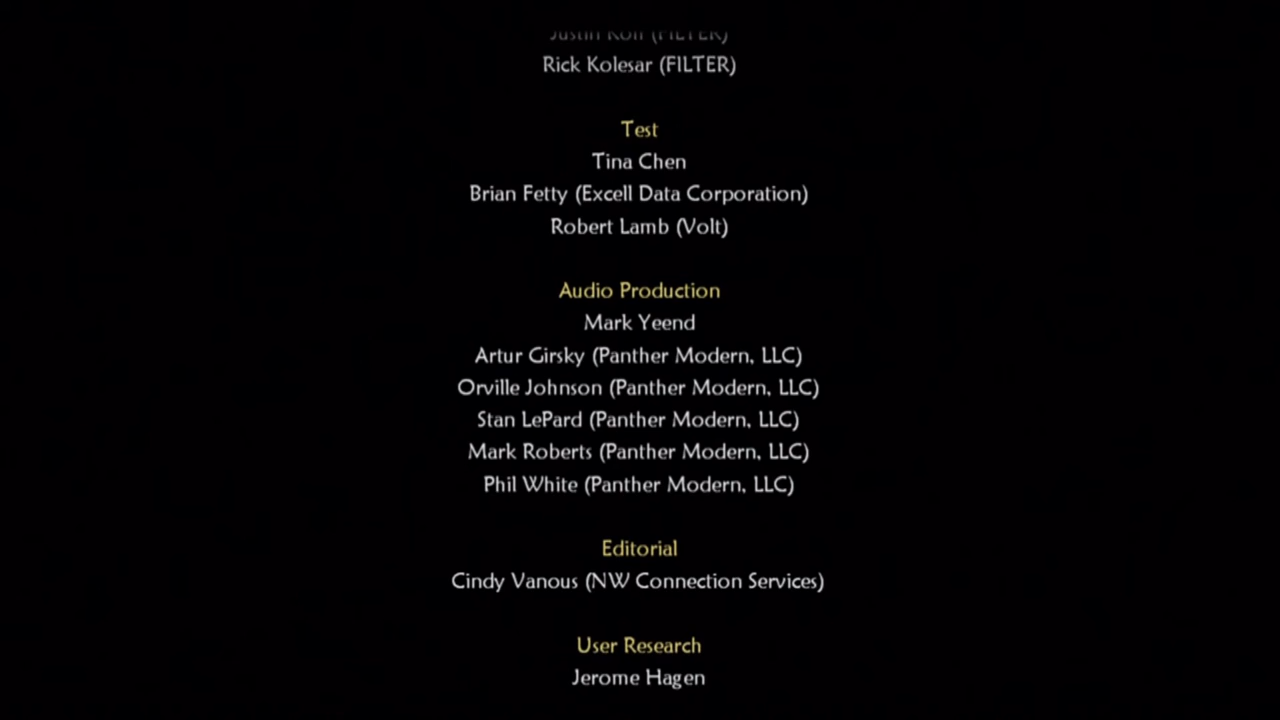 Rick Kolesar (FILTER)
Test
Tina Chen
Brian Fetty (Excell Data Corporation)
Robert Lamb (Volt)
Audio Production
Mark Yeend
Artur Girsky (Panther Modern, LLC)
Orville Johnson (Panther Modern, LLC)
Stan LePard (Panther Modern, LLC)
Mark Roberts (Panther Modern, LLC)
Phil White (Panther Modern, LLC)
Editorial
Cindy Vanous (NW Connection Services)
User Research
Jerome Hagen